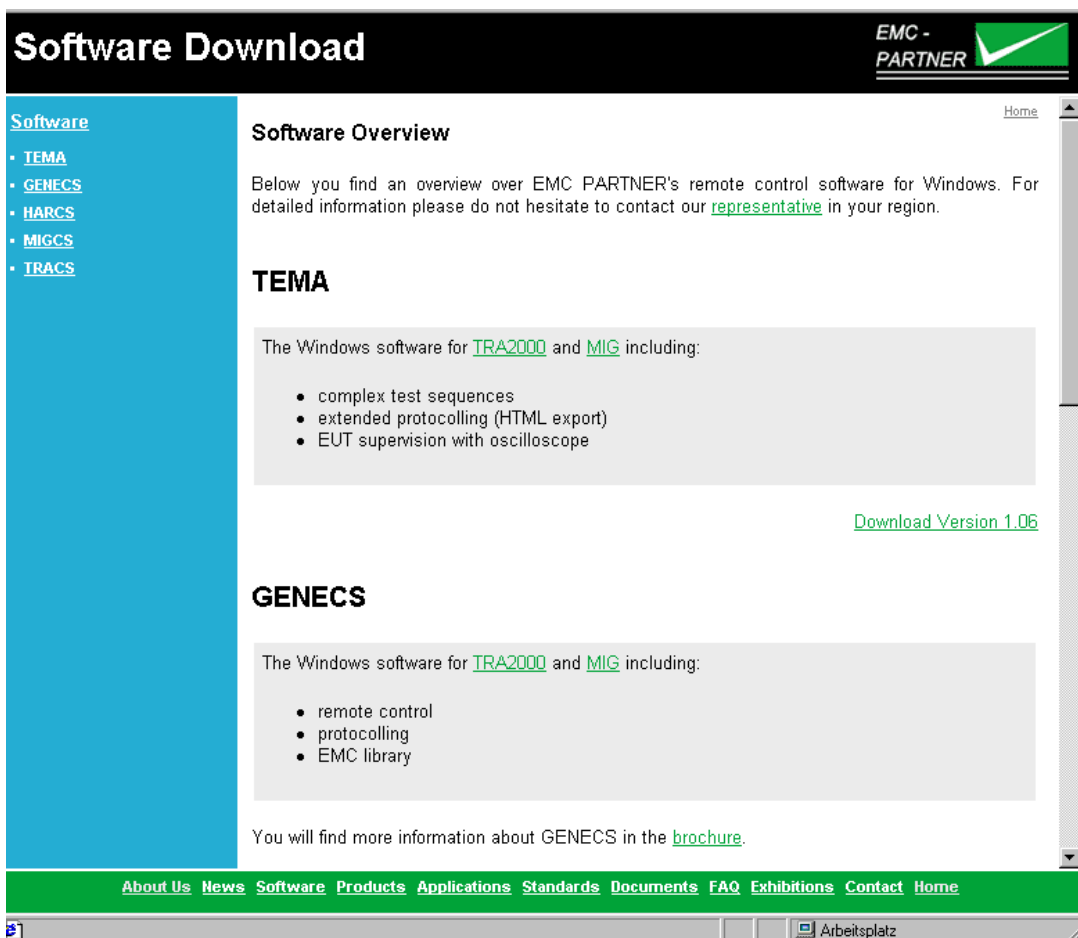 Software Download
EMC -
PARTNER
Software
TEMA
GENECS
HARCS
MIGCS
TRACS
Home
Software Overview
Below you find an overview over EMC PARTNER's remote control software for Windows. For
detailed information please do not hesitate to contact our representative in your region.
TEMA
The Windows software for TRA2000 and MIG including:
• complex test sequences
• extended protocolling (HTML export)
• EUT supervision with oscilloscope
Download Version 1.06
GENECS
The Windows software for TRA2000 and MIG including:
• remote control
• protocolling
• EMC library
You will find more information about GENECS in the brochure.
About Us News Software Products Applications Standards Documents FAQ Exhibitions Contact Home
Arbeitsplatz